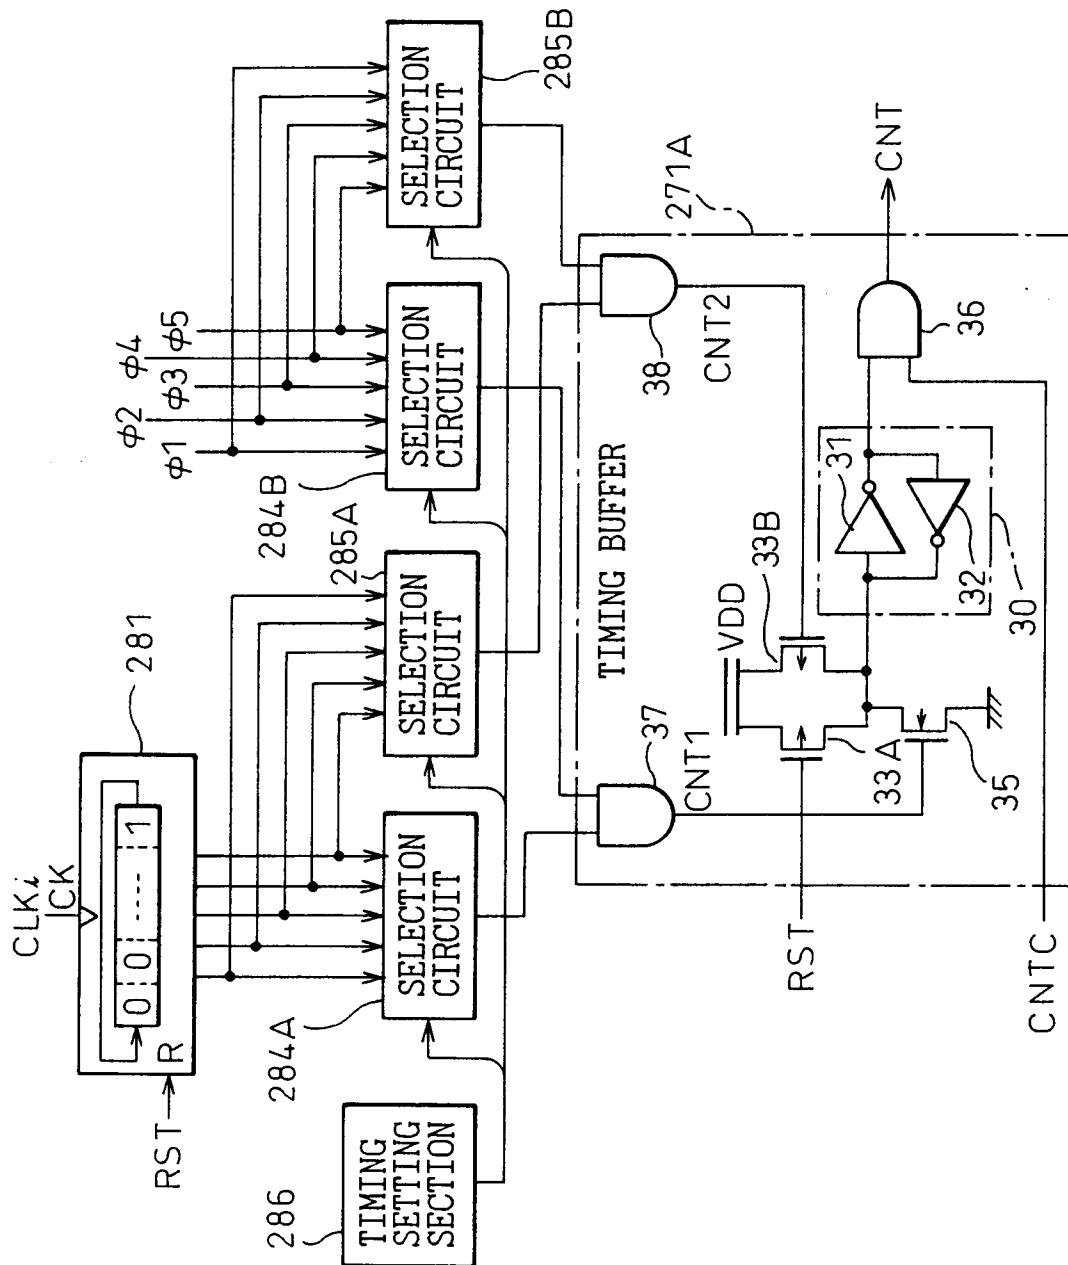 CLKi
CK
281
0 0 ---- 1
R
RST
φ1
φ2
φ3
φ4
φ5
286
TIMING
SETTING
SECTION
284A
SELECTION
CIRCUIT
285A
SELECTION
CIRCUIT
284B
SELECTION
CIRCUIT
285B
SELECTION
CIRCUIT
TIMING BUFFER
271A
37
CNT1
38
CNT2
VDD
33B
33A
35
RST
31
32
30
36
CNT
CNTC